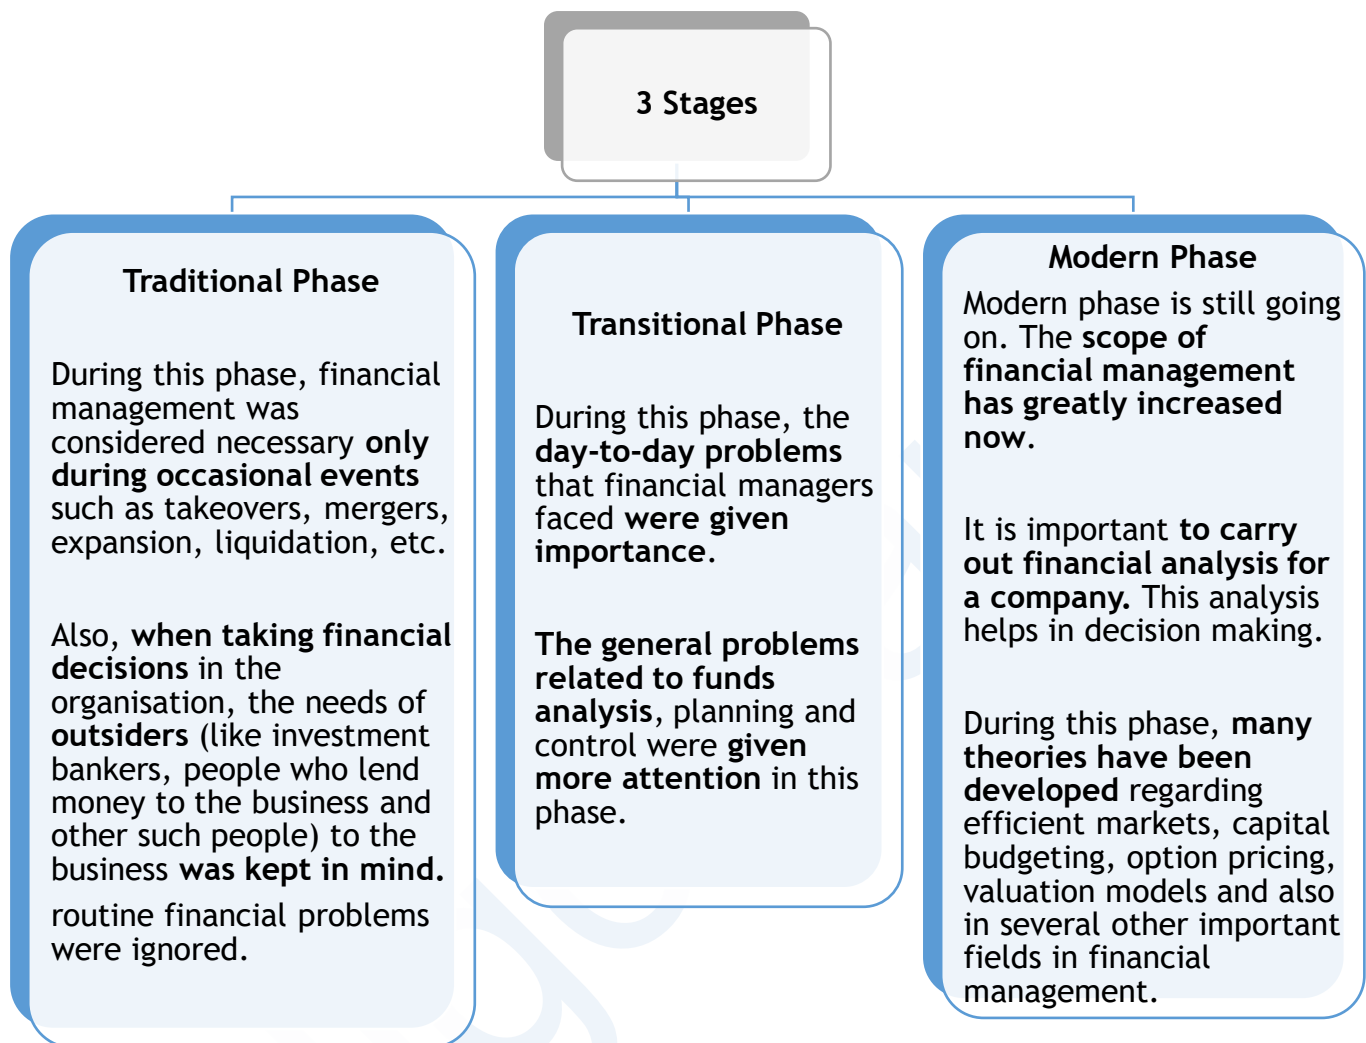 3 Stages
Traditional Phase
During this phase, financial
management was
considered necessary only
during occasional events
such as takeovers, mergers,
expansion, liquidation, etc.
Also, when taking financial
decisions in the
organisation, the needs of
outsiders (like investment
bankers, people who lend
money to the business and
other such people) to the
business was kept in mind.
routine financial problems
were ignored.
Transitional Phase
During this phase, the
day-to-day problems
that financial managers
faced were given
importance.
The general problems
related to funds
analysis, planning and
control were given
more attention in this
phase.
Modern Phase
Modern phase is still going
on. The scope of
financial management
has greatly increased
now.
It is important to carry
out financial analysis for
a company. This analysis
helps in decision making.
During this phase, many
theories have been
developed regarding
efficient markets, capital
budgeting, option pricing,
valuation models and also
in several other important
fields in financial
management.